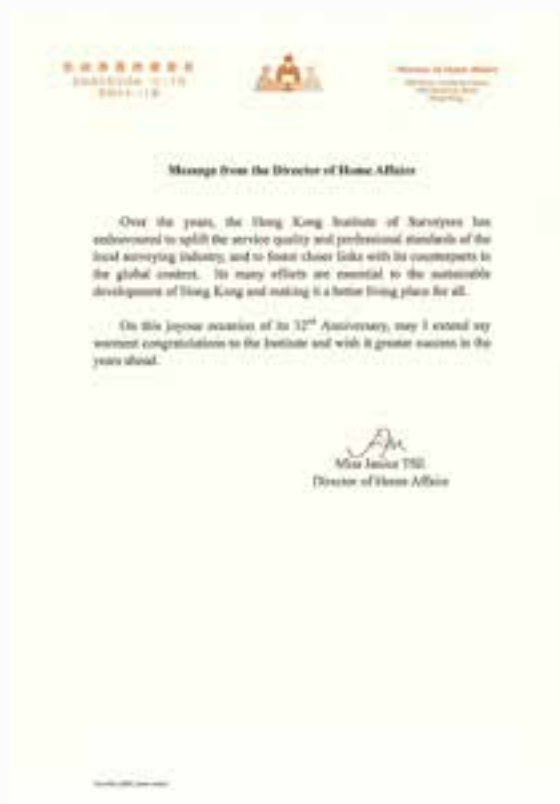 Director of Home Affairs
Message from the Director of Home Affairs
Over the years, the Hong Kong Institute of Surveyors has
endeavoured to uplift the service quality and professional standards of the
local surveying industry, and to foster closer links with its counterparts in
the global context. Its many efforts are essential to the sustainable
development of Hong Kong and making it a better living place for all.
On this joyous occasion of its 32nd Anniversary, may I extend my
warmest congratulations to the Institute and wish it greater success in the
years ahead.
Miss Janice TSE
Director of Home Affairs